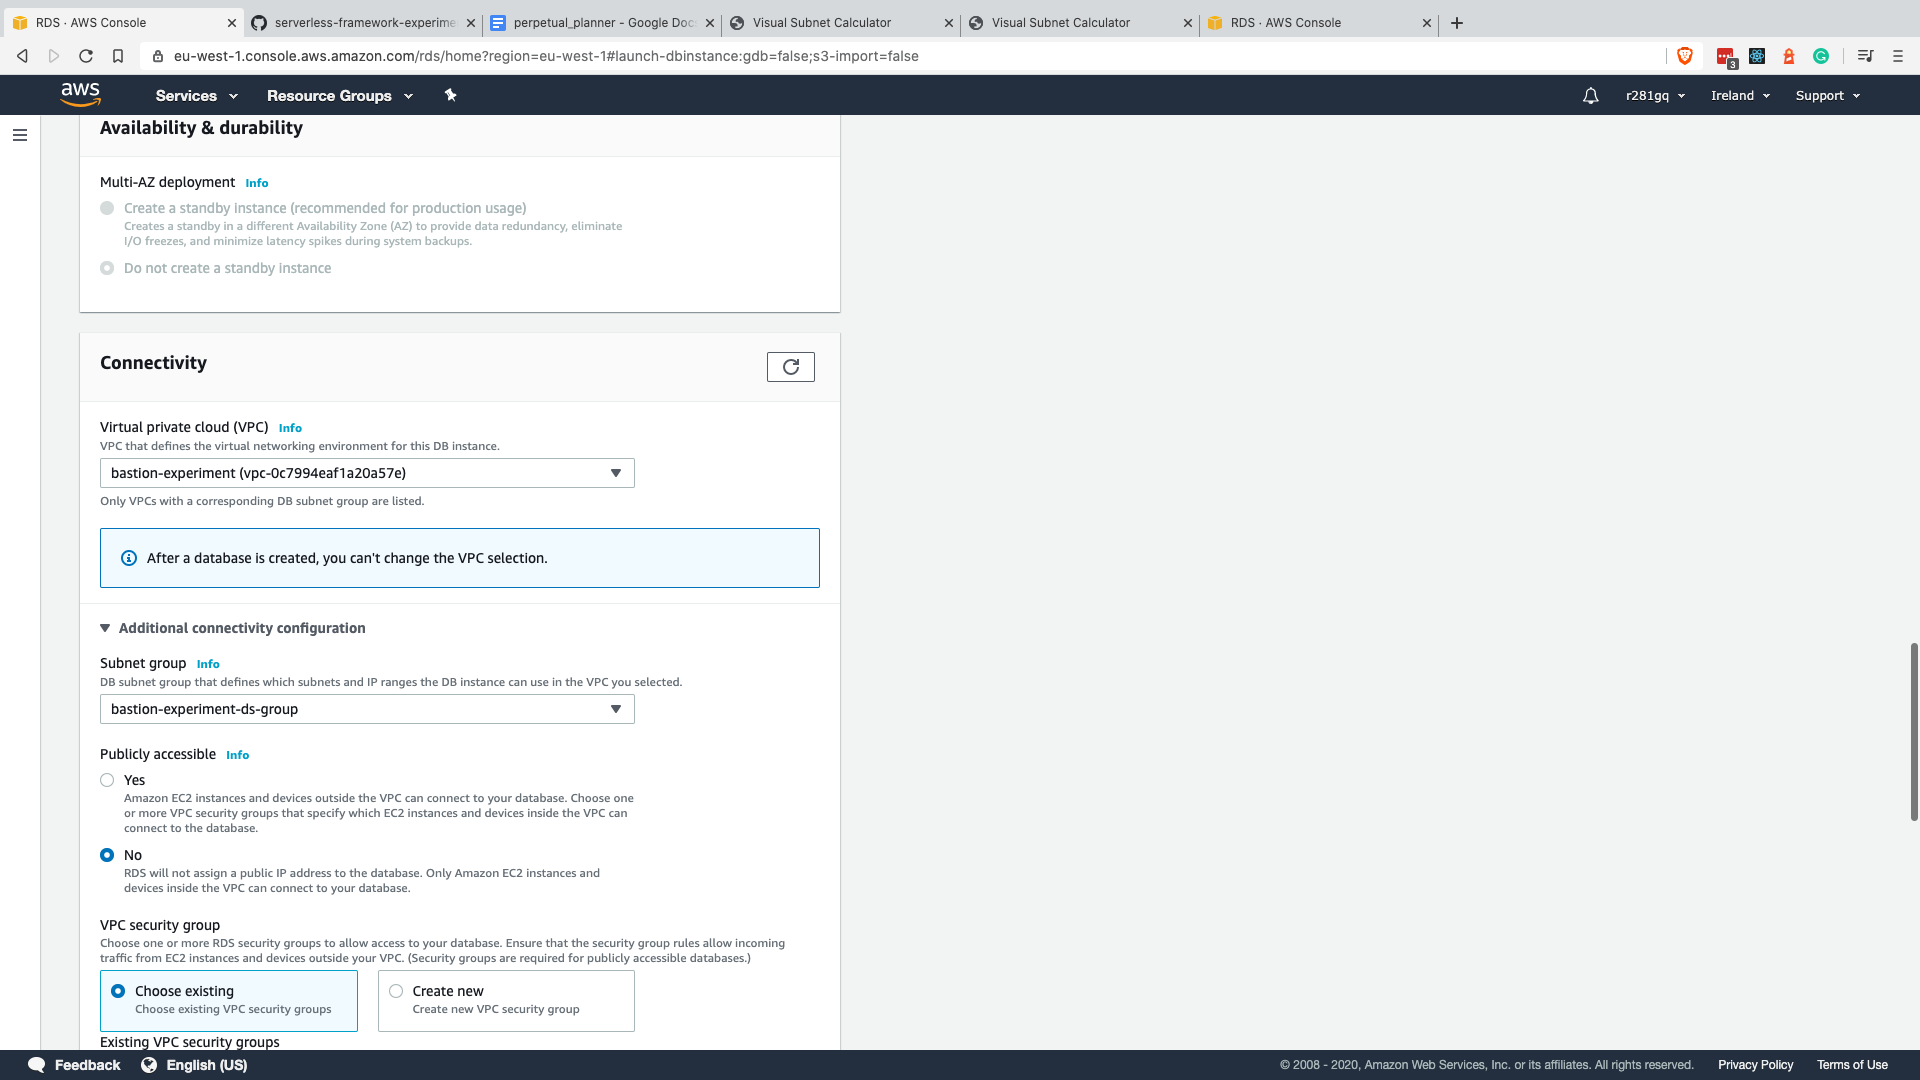 RDS · AWS Console
serverless-framework-experime
perpetual_planner - Google Doc
Visual Subnet Calculator
Visual Subnet Calculator
RDS · AWS Console
eu-west-1.console.aws.amazon.com/rds/home?region=eu-west-1#launch-dbinstance:gdb=false;s3-import=false
3
aws
Services
Resource Groups
r281gq
Ireland
Support
Availability & durability
Multi-AZ deployment Info
Create a standby instance (recommended for production usage)
Creates a standby in a different Availability Zone (AZ) to provide data redundancy, eliminate
I/O freezes, and minimize latency spikes during system backups.
Do not create a standby instance
Connectivity
Virtual private cloud (VPC) Info
VPC that defines the virtual networking environment for this DB instance.
bastion-experiment (vpc-0c7994eaf1a20a57e)
Only VPCs with a corresponding DB subnet group are listed.
After a database is created, you can't change the VPC selection.
Additional connectivity configuration
Subnet group Info
DB subnet group that defines which subnets and IP ranges the DB instance can use in the VPC you selected.
bastion-experiment-ds-group
Publicly accessible Info
Yes
Amazon EC2 instances and devices outside the VPC can connect to your database. Choose one
or more VPC security groups that specify which EC2 instances and devices inside the VPC can
connect to the database.
No
RDS will not assign a public IP address to the database. Only Amazon EC2 instances and
devices inside the VPC can connect to your database.
VPC security group
Choose one or more RDS security groups to allow access to your database. Ensure that the security group rules allow incoming
traffic from EC2 instances and devices outside your VPC. (Security groups are required for publicly accessible databases.)
Choose existing
Choose existing VPC security groups
Create new
Create new VPC security group
Existing VPC security groups
Feedback
English (US)
© 2008 - 2020, Amazon Web Services, Inc. or its affiliates. All rights reserved.
Privacy Policy
Terms of Use